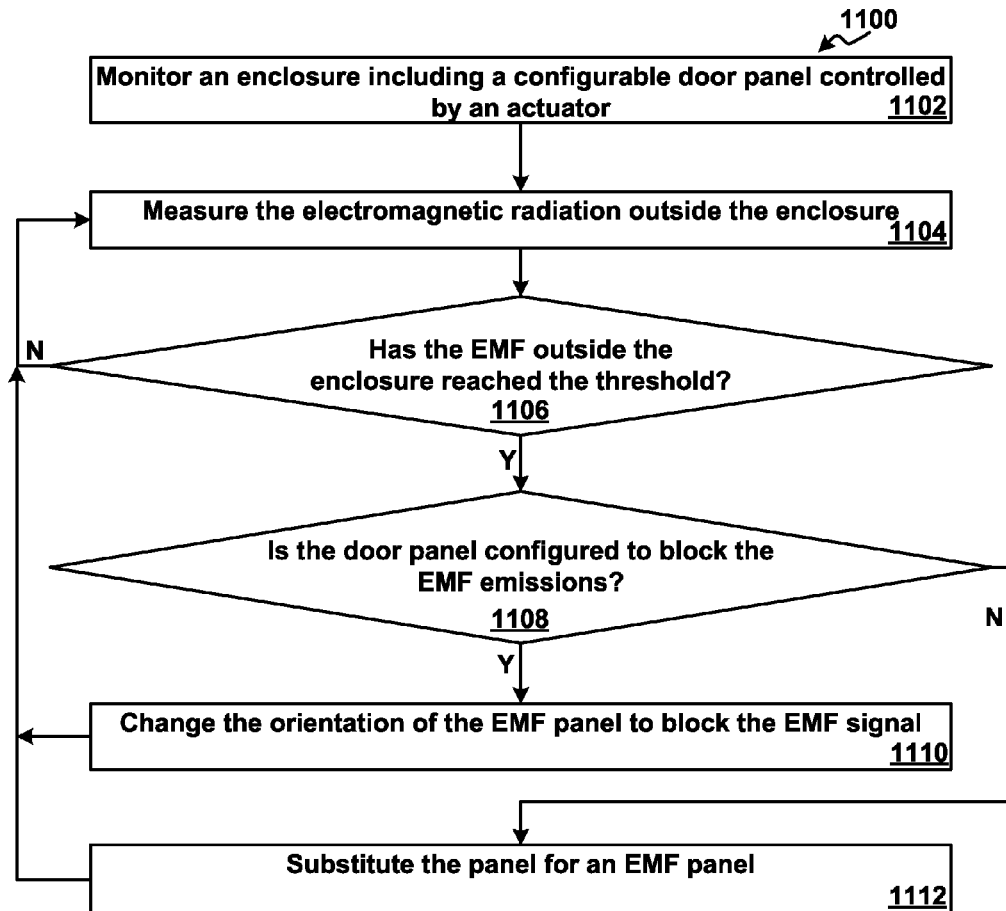 1100
Monitor an enclosure including a configurable door panel controlled
by an actuator
1102
Measure the electromagnetic radiation outside the enclosure
1104
N
Has the EMF outside the
enclosure reached the threshold?
1106
Y
Is the door panel configured to block the
EMF emissions?
1108
N
Y
Change the orientation of the EMF panel to block the EMF signal
1110
Substitute the panel for an EMF panel
1112